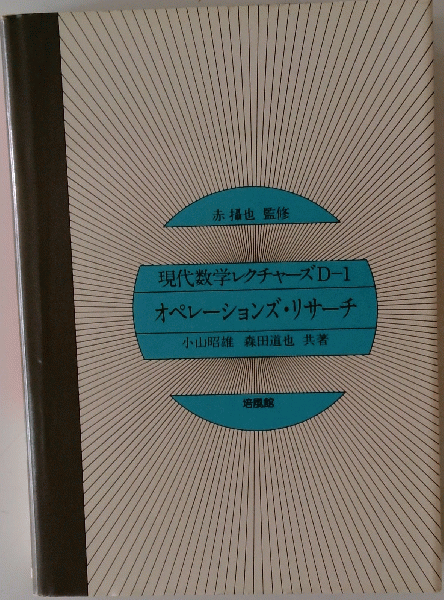 赤攝也 監修
現代数学レクチャーズD-1
オペレーションズ・リサーチ
小山昭雄 森田道也 共著
培風館